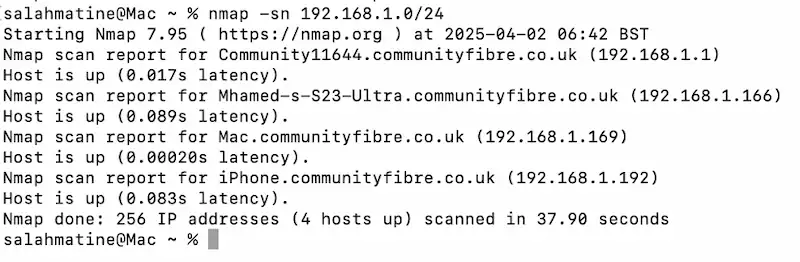 salahmatine@Mac ~ % nmap -sn 192.168.1.0/24
Starting Nmap 7.95 ( https://nmap.org ) at 2025-04-02 06:42 BST
Nmap scan report for Community11644.communityfibre.co.uk (192.168.1.1)
Host is up (0.017s latency).
Nmap scan report for Mhamed-s-S23-Ultra.communityfibre.co.uk (192.168.1.166)
Host is up (0.089s latency).
Nmap scan report for Mac.communityfibre.co.uk (192.168.1.169)
Host is up (0.00020s latency).
Nmap scan report for iPhone.communityfibre.co.uk (192.168.1.192)
Host is up (0.083s latency).
Nmap done: 256 IP addresses (4 hosts up) scanned in 37.90 seconds
salahmatine@Mac ~ %